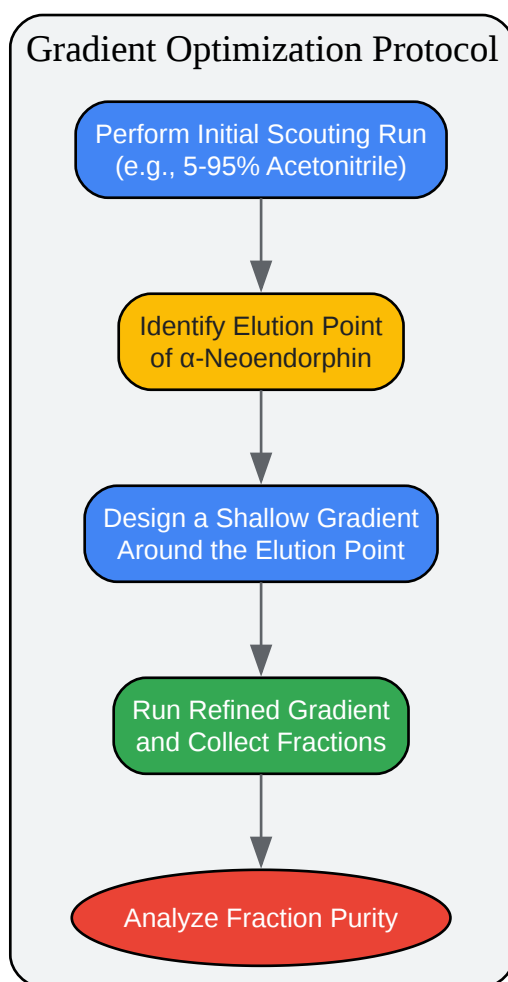 Gradient Optimization Protocol
Perform Initial Scouting Run
(e.g., 5-95% Acetonitrile)
Identify Elution Point
of α-Neoendorphin
Design a Shallow Gradient
Around the Elution Point
Run Refined Gradient
and Collect Fractions
Analyze Fraction Purity